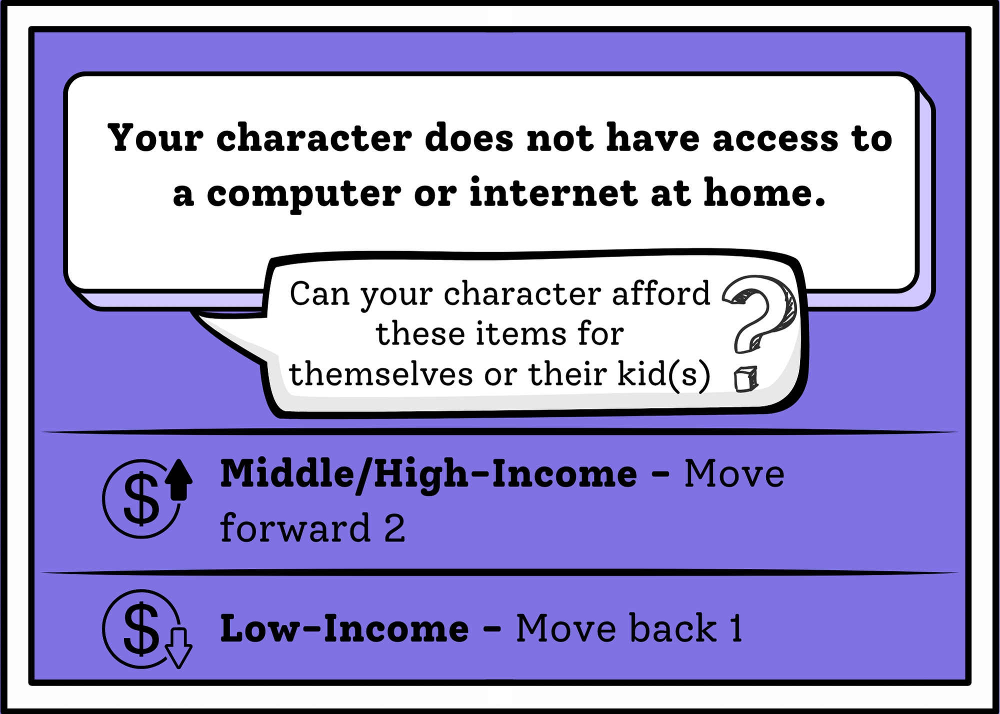 Your character does not have access to
a computer or internet at home.
Can your character afford
these items for
themselves or their kid(s)
?
$ Middle/High-Income - Move
forward 2
$ Low-Income - Move back 1